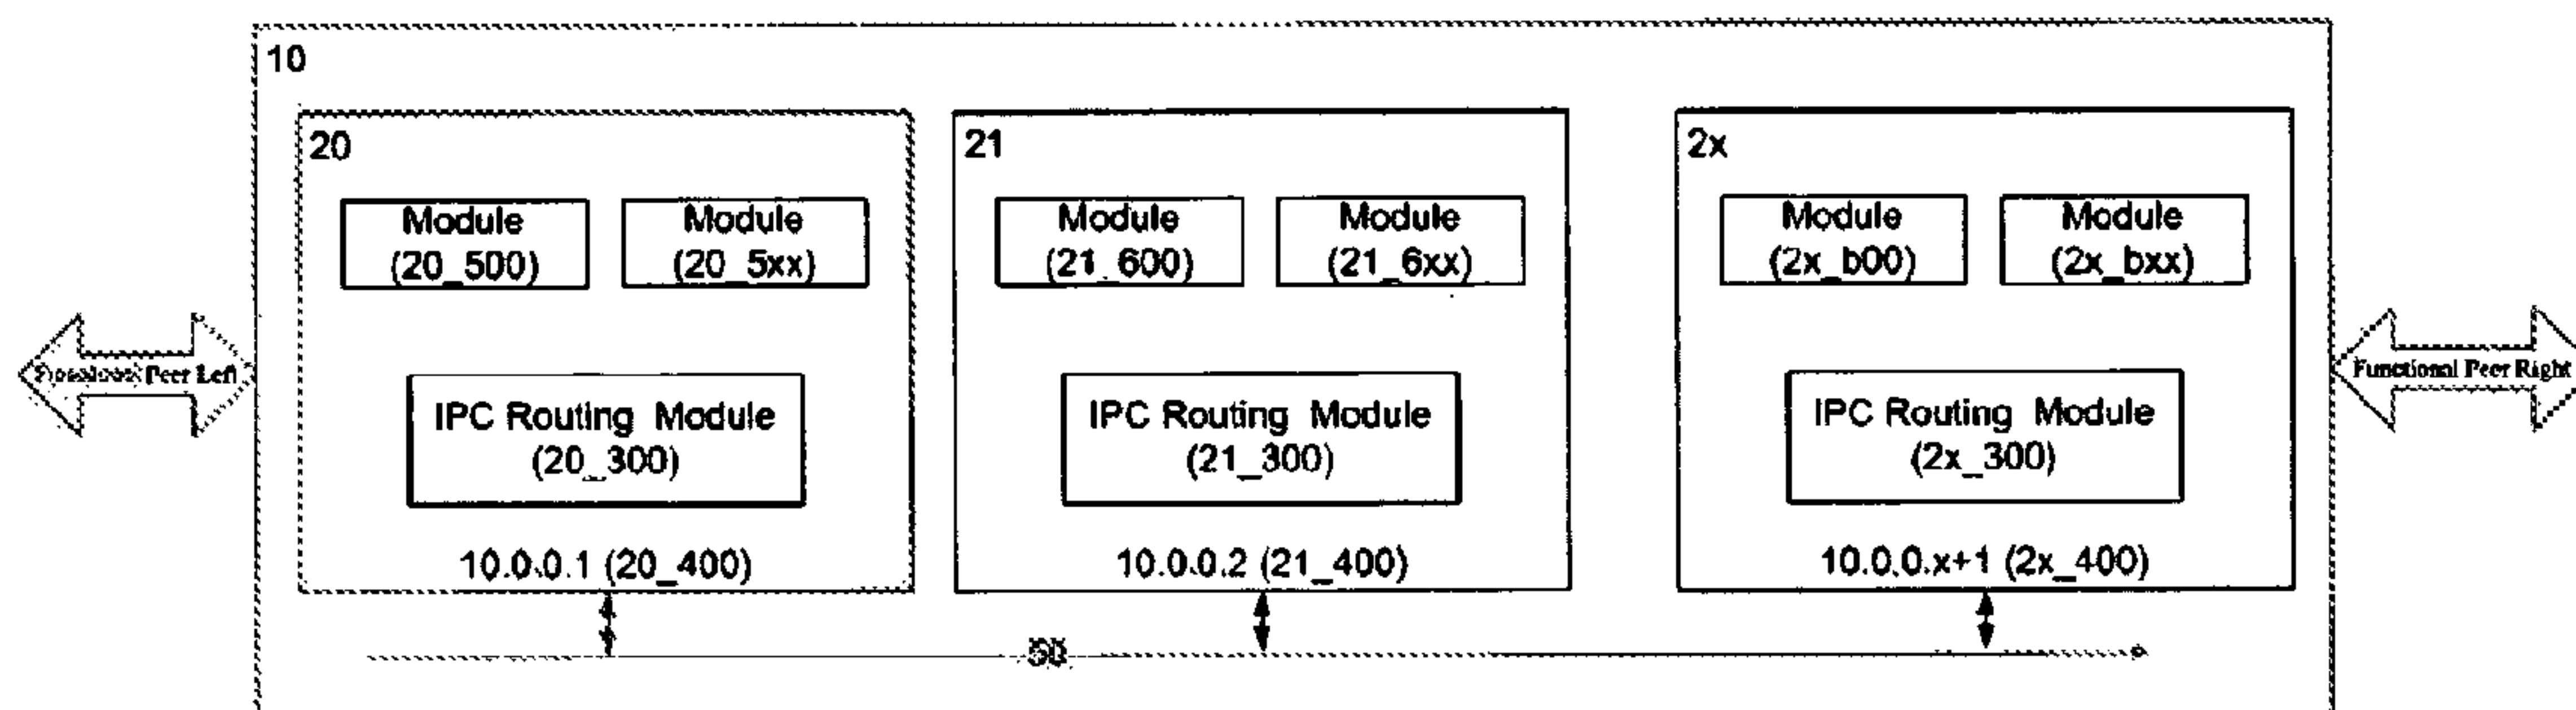 10
20
Module
(20_500)
Module
(20_5xx)
IPC Routing Module
(20_300)
10.0.0.1 (20_400)
21
Module
(21_600)
Module
(21_6xx)
IPC Routing Module
(21_300)
10.0.0.2 (21_400)
2x
Module
(2x_b00)
Module
(2x_bxx)
IPC Routing Module
(2x_300)
10.0.0.x+1 (2x_400)
Peer Left
Functional Peer Right